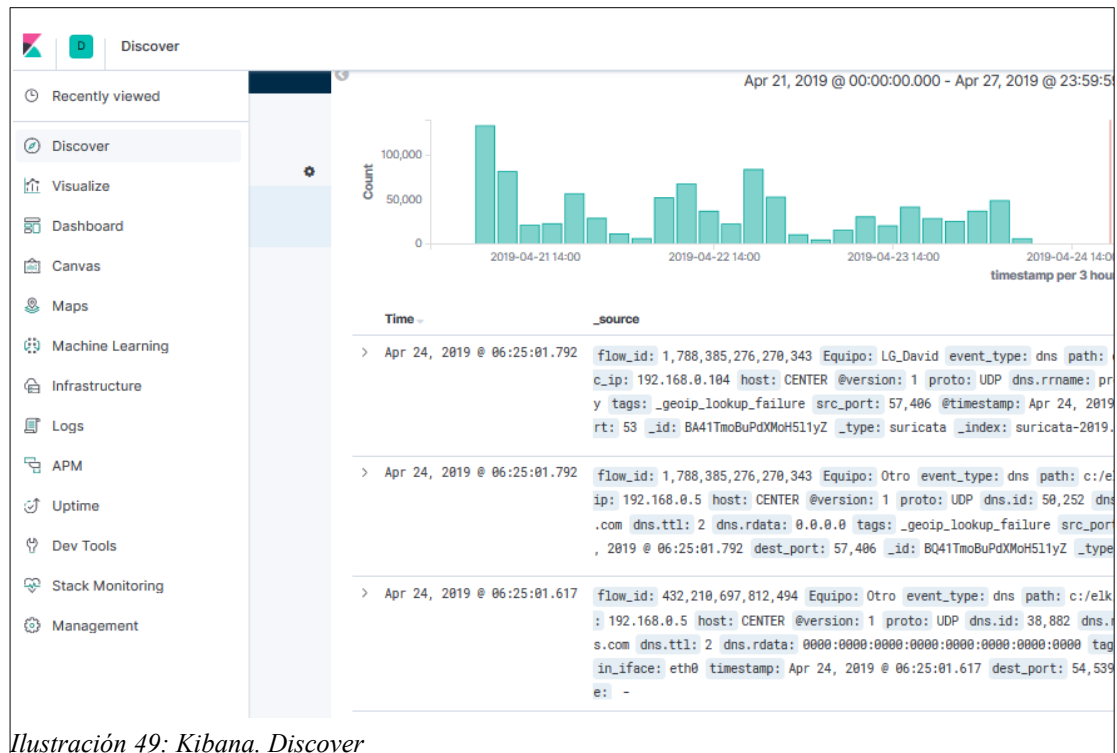 D Discover
Recently viewed
Discover
Visualize
Dashboard
Canvas
Maps
Machine Learning
Infrastructure
Logs
APM
Uptime
Dev Tools
Stack Monitoring
Management
Apr 21, 2019 @ 00:00:00.000 - Apr 27, 2019 @ 23:59:59
Count
100,000
50,000
0
2019-04-21 14:00 2019-04-22 14:00 2019-04-23 14:00 2019-04-24 14:00
timestamp per 3 hou
Time _source
Apr 24, 2019 @ 06:25:01.792 flow_id: 1,788,385,276,270,343 Equipo: LG_David event_type: dns path:
c_ip: 192.168.0.104 host: CENTER @version: 1 proto: UDP dns.rrname: pr
y tags: _geoip_lookup_failure src_port: 57,406 @timestamp: Apr 24, 2019
rt: 53 _id: BA41TmoBuPdXMoH5l1yZ _type: suricata _index: suricata-2019.
Apr 24, 2019 @ 06:25:01.792 flow_id: 1,788,385,276,270,343 Equipo: Otro event_type: dns path: c:/e
ip: 192.168.0.5 host: CENTER @version: 1 proto: UDP dns.id: 50,252 dns
.com dns.ttl: 2 dns.rdata: 0.0.0.0 tags: _geoip_lookup_failure src_por
, 2019 @ 06:25:01.792 dest_port: 57,406 _id: BQ41TmoBuPdXMoH5l1yZ _type
Apr 24, 2019 @ 06:25:01.617 flow_id: 432,210,697,812,494 Equipo: Otro event_type: dns path: c:/elk
: 192.168.0.5 host: CENTER @version: 1 proto: UDP dns.id: 38,882 dns.
s.com dns.ttl: 2 dns.rdata: 0000:0000:0000:0000:0000:0000:0000:0000 tag
in_iface: eth0 timestamp: Apr 24, 2019 @ 06:25:01.617 dest_port: 54,539
e: -
Ilustración 49: Kibana. Discover